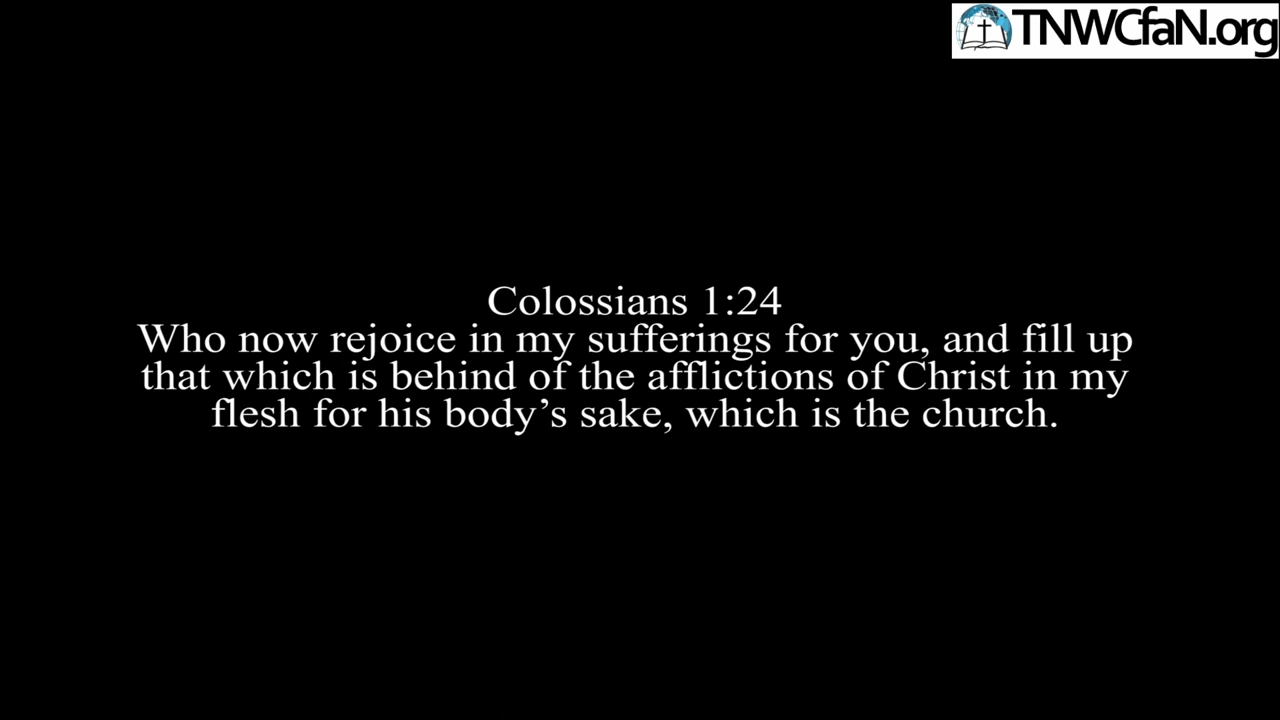 TNWCfaN.org
Colossians 1:24
Who now rejoice in my sufferings for you, and fill up
that which is behind of the afflictions of Christ in my
flesh for his body’s sake, which is the church.